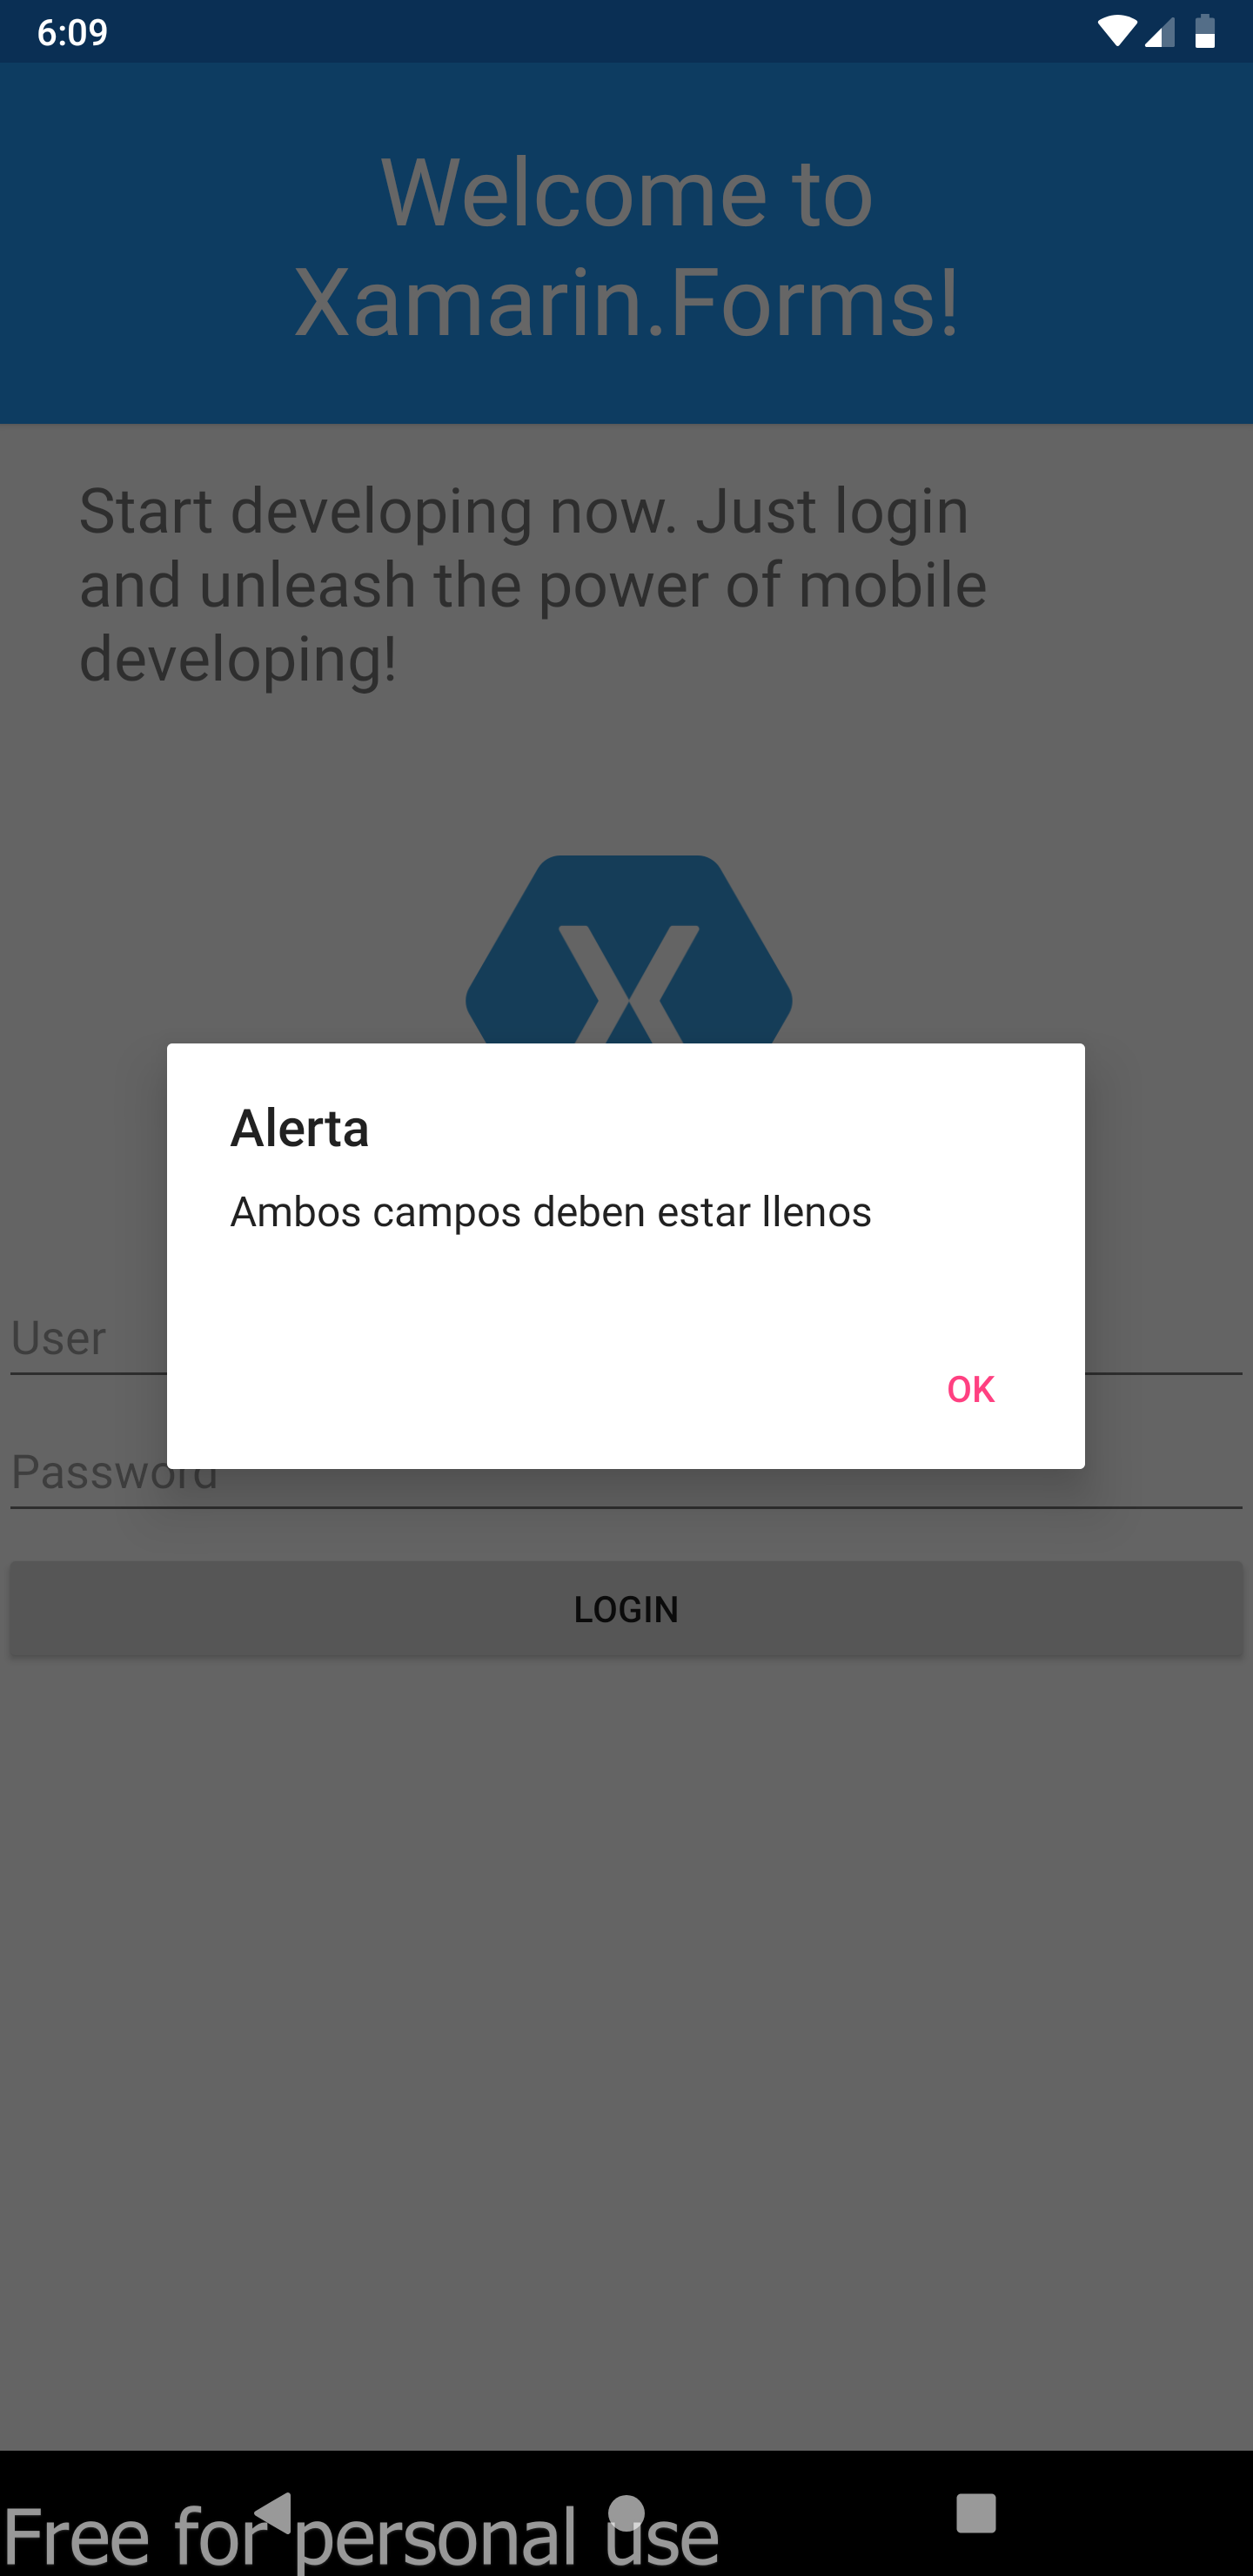 6:09
Welcome to
Xamarin.Forms!
Start developing now. Just login
and unleash the power of mobile
developing!
Alerta
Ambos campos deben estar llenos
User
OK
Password
LOGIN
Free for personal use